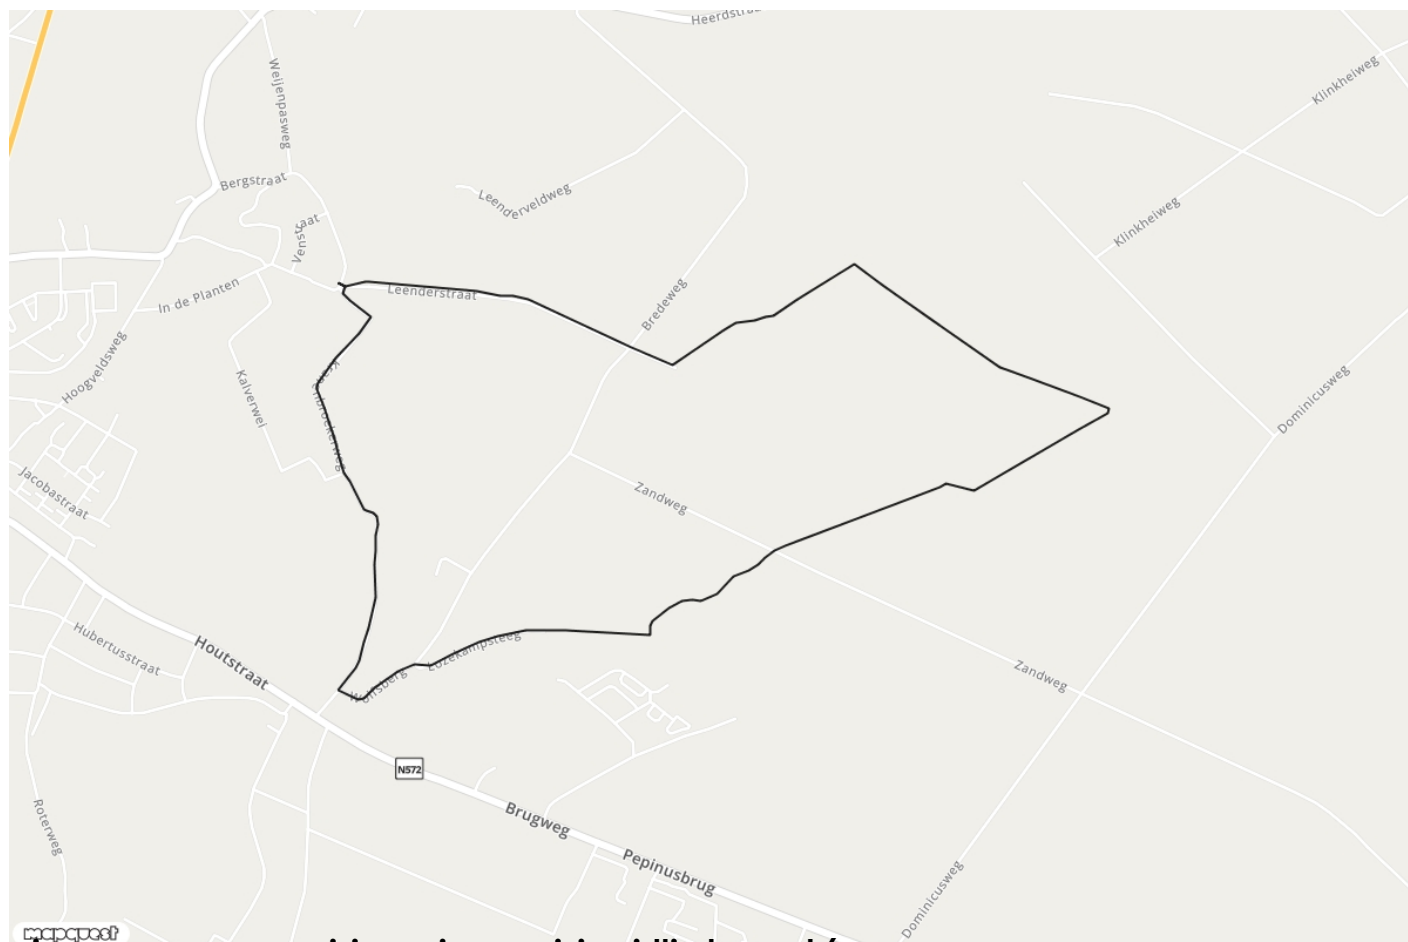 Heerdstraat
Weijenpasweg
Klinkheiweg
Bergstraat
Leenderveldweg
Klinkheiweg
In de Planten
Leenderstraat
Bredeweg
Hoogveldsweg
Kalverwei
Dominicusweg
Jacobastraat
Zandweg
Hubertusstraat
Houtstraat
Lozekampsteeg
Wolfsberg
Zandweg
N572
Roterweg
Brugweg
Pepinusbrug
Dominicusweg
mapquest